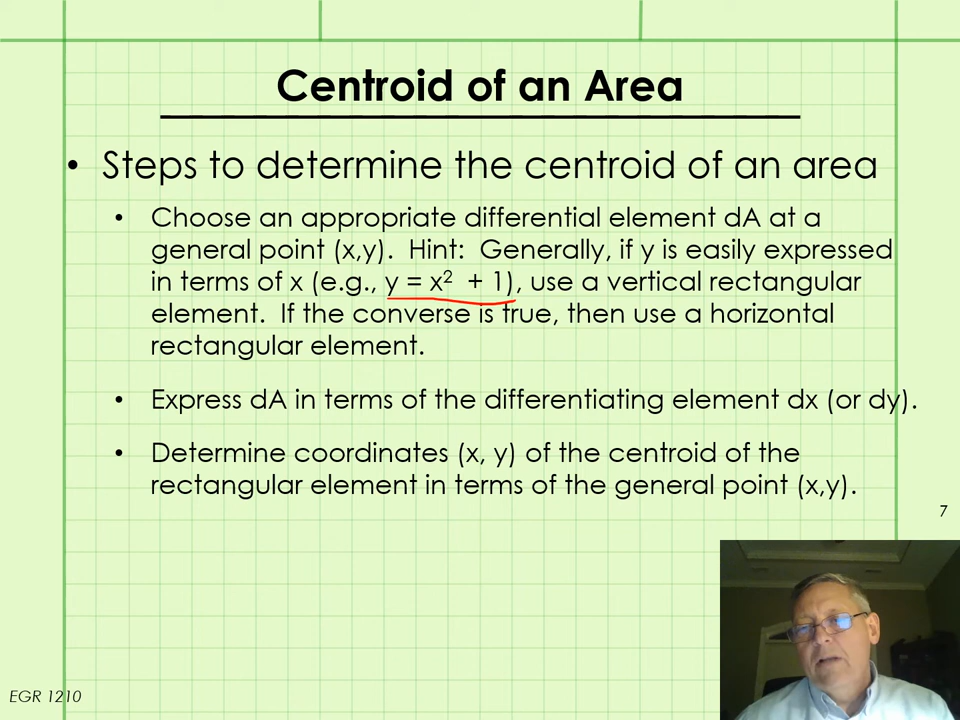 Centroid of an Area
• Steps to determine the centroid of an area
• Choose an appropriate differential element dA at a
general point (x,y). Hint: Generally, if y is easily expressed
in terms of x (e.g., y = x² + 1), use a vertical rectangular
element. If the converse is true, then use a horizontal
rectangular element.
• Express dA in terms of the differentiating element dx (or dy).
• Determine coordinates (x, y) of the centroid of the
rectangular element in terms of the general point (x,y).
7
EGR 1210